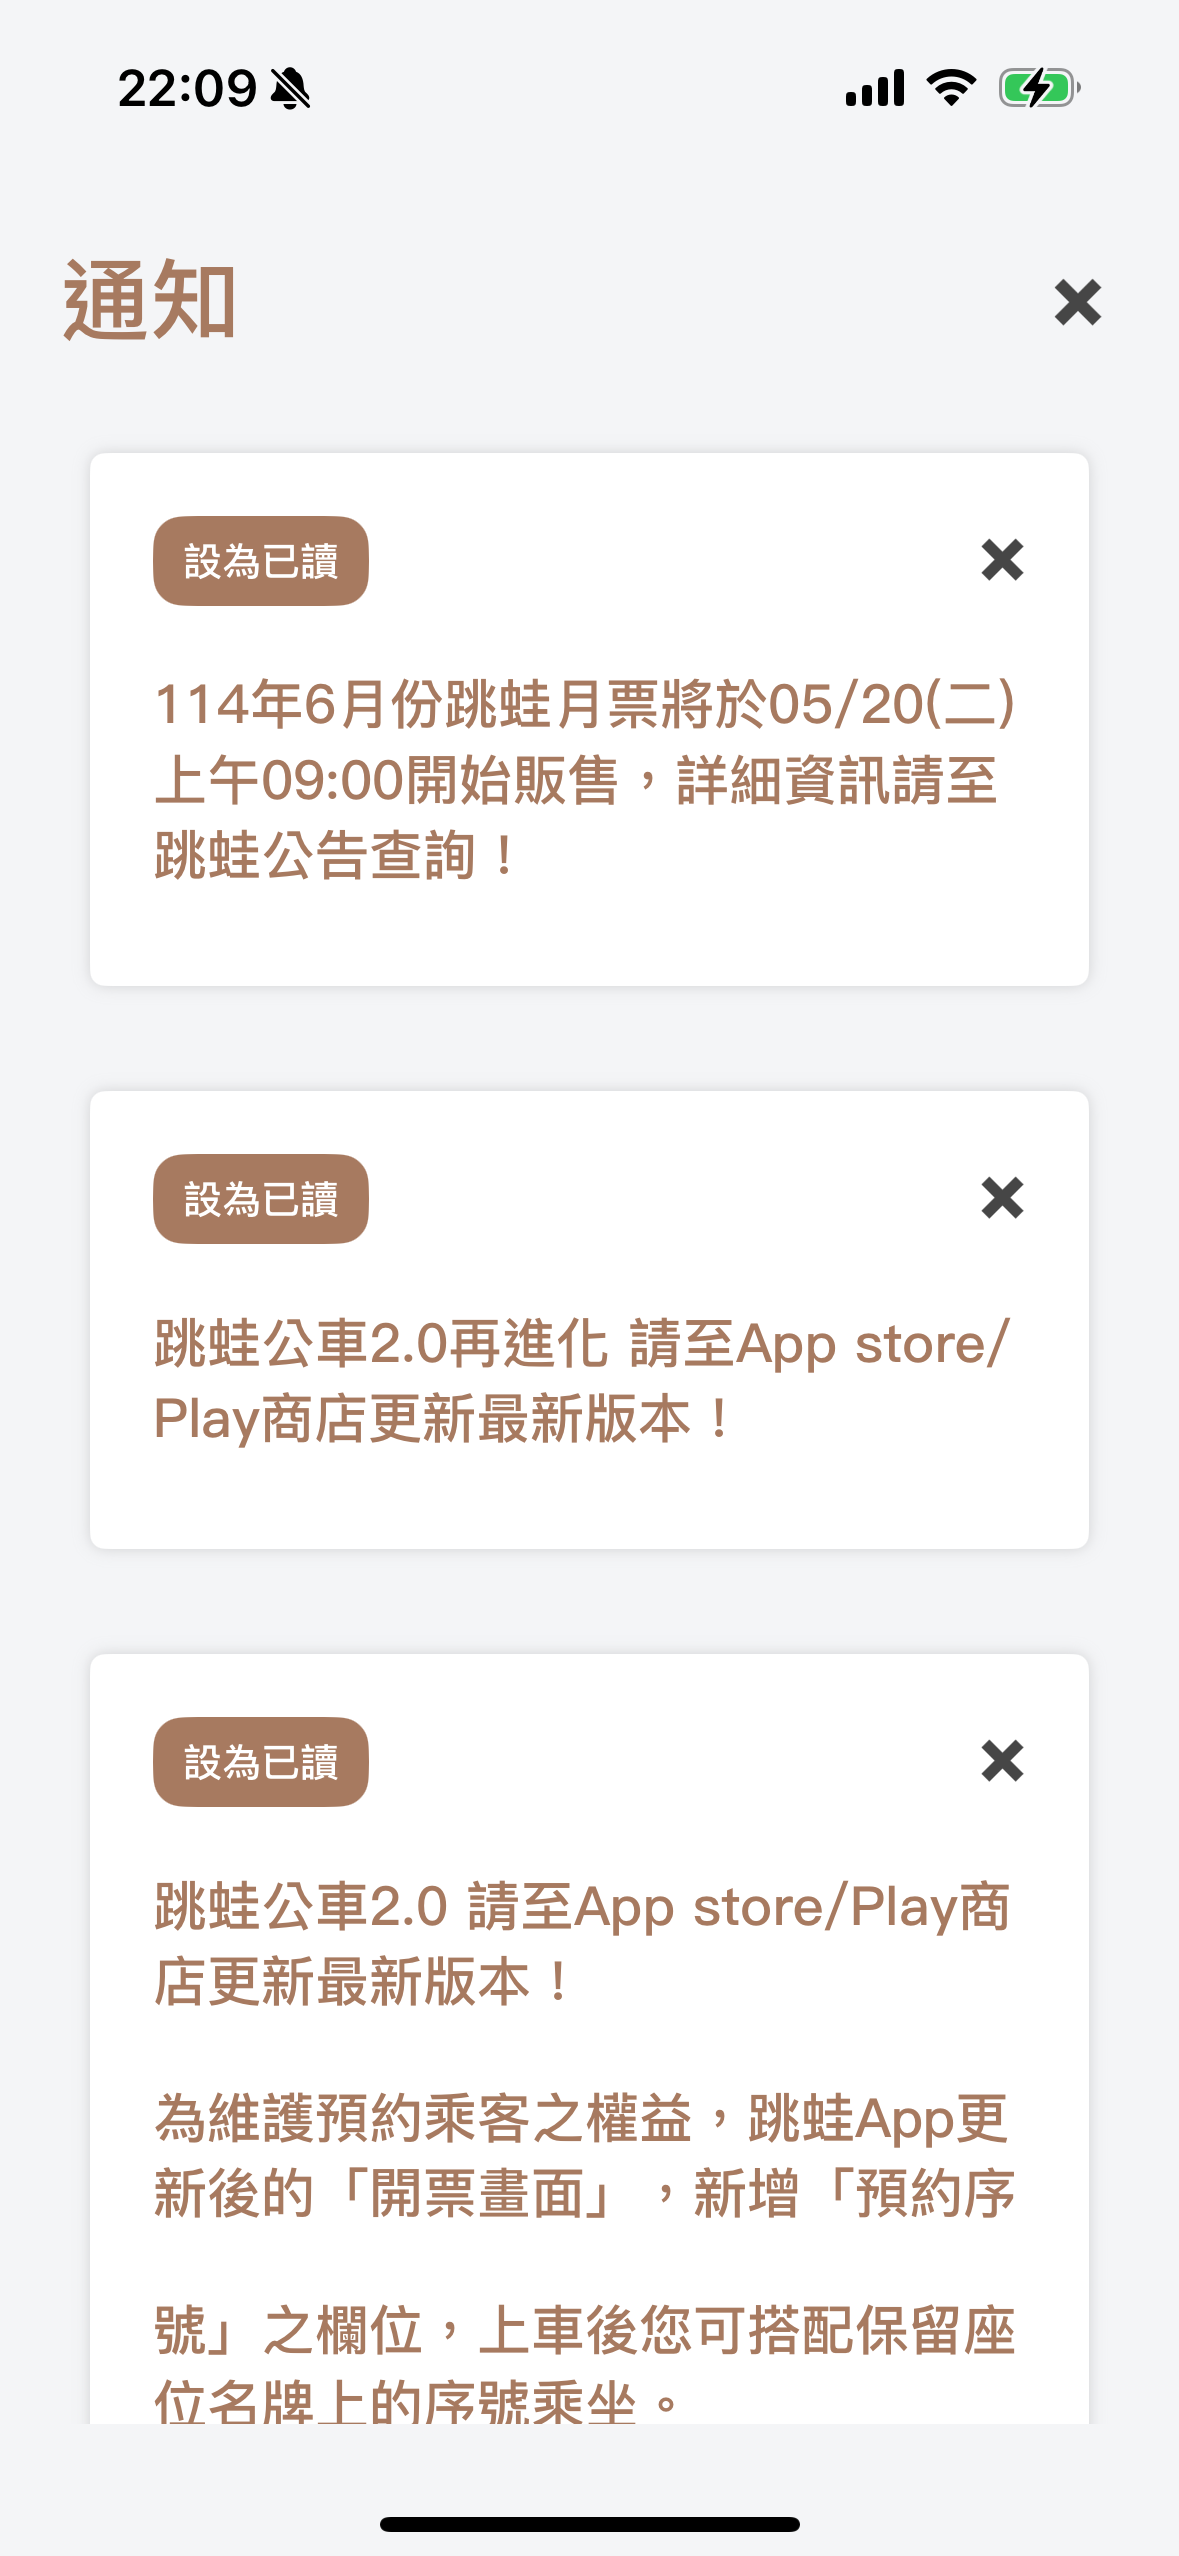 22:09
通知
設為已讀
114年6月份跳蛙月票將於05/20(二)
上午09:00開始販售，詳細資訊請至
跳蛙公告查詢！
設為已讀
跳蛙公車2.0再進化 請至App store/
Play商店更新最新版本！
設為已讀
跳蛙公車2.0 請至App store/Play商
店更新最新版本！
為維護預約乘客之權益，跳蛙App更
新後的「開票畫面」，新增「預約序
號」之欄位，上車後您可搭配保留座
位名牌上的序號乘坐。